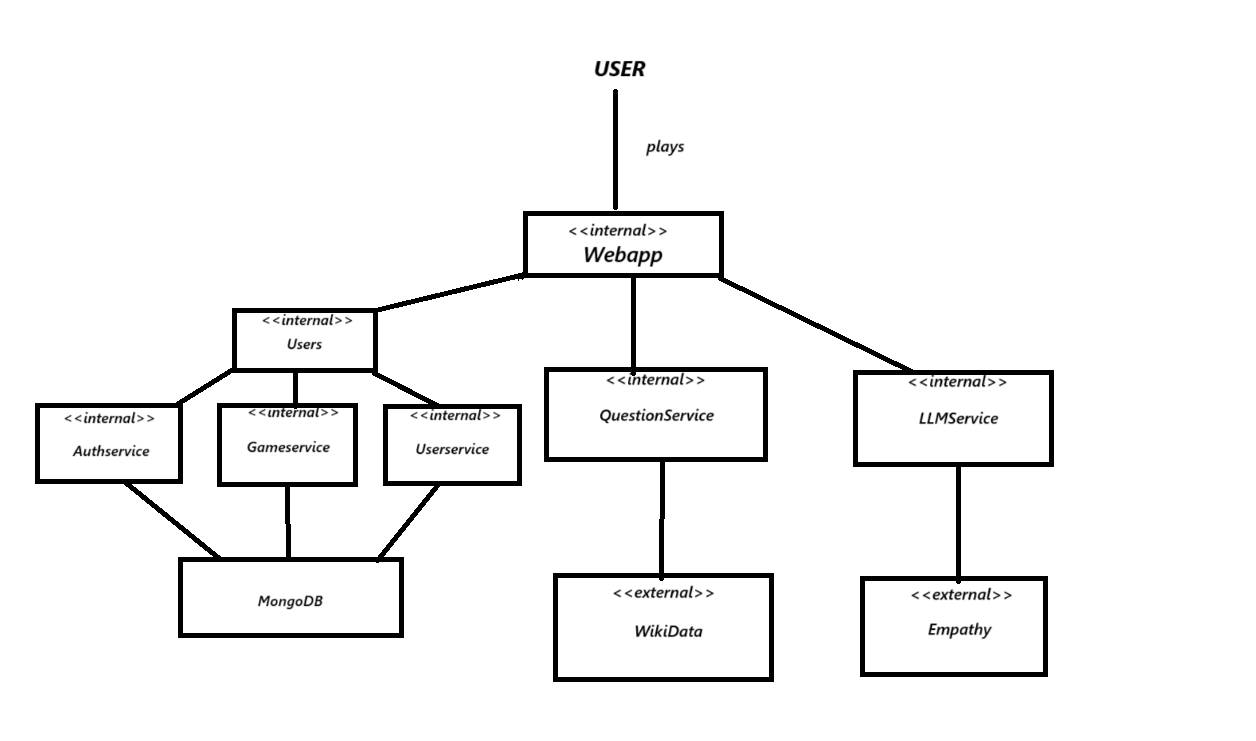 USER
plays
<<internal>>
Webapp
<<internal>>
Users
<<internal>>
Authservice
<<internal>>
Gameservice
<<internal>>
Userservice
<<internal>>
QuestionService
<<internal>>
LLMService
MongoDB
<<external>>
WikiData
<<external>>
Empathy